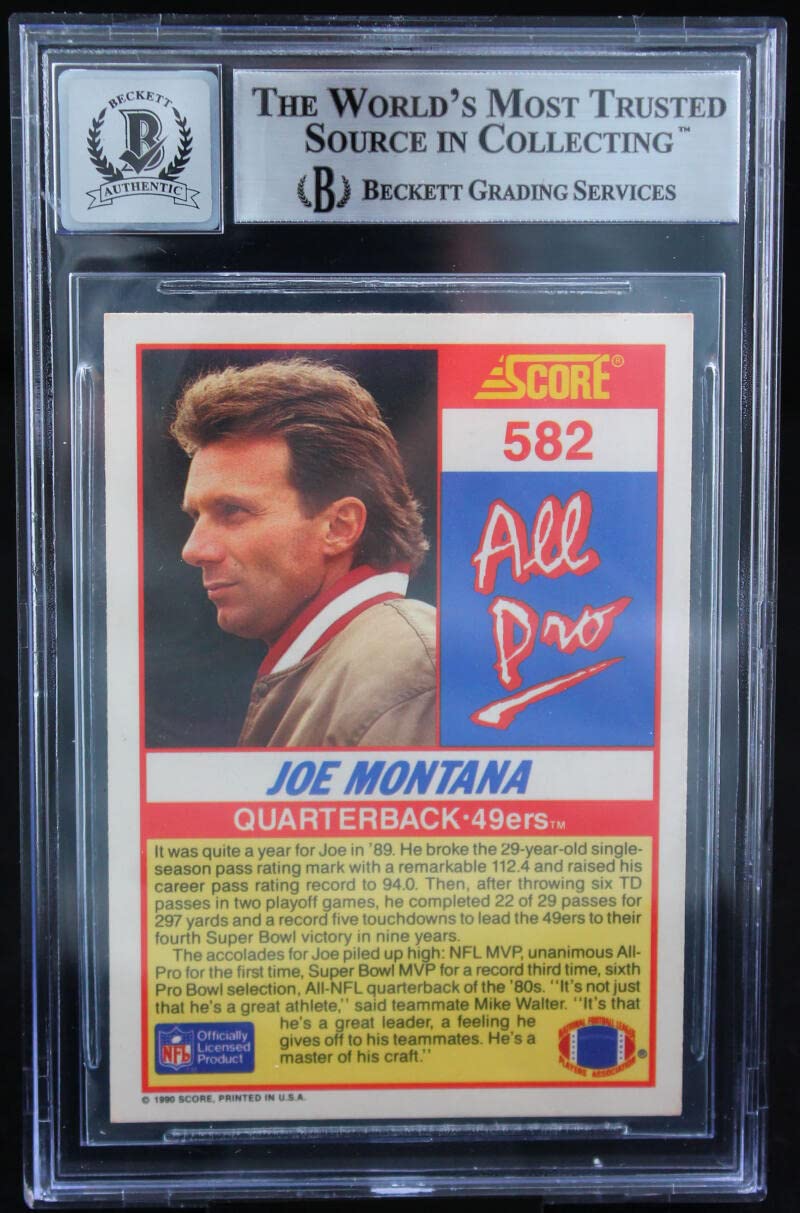 BECKETT
B
AUTHENTIC
THE WORLD'S MOST TRUSTED
SOURCE IN COLLECTING™
B BECKETT GRADING SERVICES
SCORE®
582
All
Pro
JOE MONTANA
QUARTERBACK·49ers™
It was quite a year for Joe in '89. He broke the 29-year-old single-
season pass rating mark with a remarkable 112.4 and raised his
career pass rating record to 94.0. Then, after throwing six TD
passes in two playoff games, he completed 22 of 29 passes for
297 yards and a record five touchdowns to lead the 49ers to their
fourth Super Bowl victory in nine years.
The accolades for Joe piled up high: NFL MVP, unanimous All-
Pro for the first time, Super Bowl MVP for a record third time, sixth
Pro Bowl selection, All-NFL quarterback of the '80s. "It's not just
that he's a great athlete," said teammate Mike Walter. "It's that
he's a great leader, a feeling he
gives off to his teammates. He's a
master of his craft."
NFL
Officially
Licensed
Product
NATIONAL FOOTBALL LEAGUE
PLAYERS ASSOCIATION®
© 1990 SCORE, PRINTED IN U.S.A.